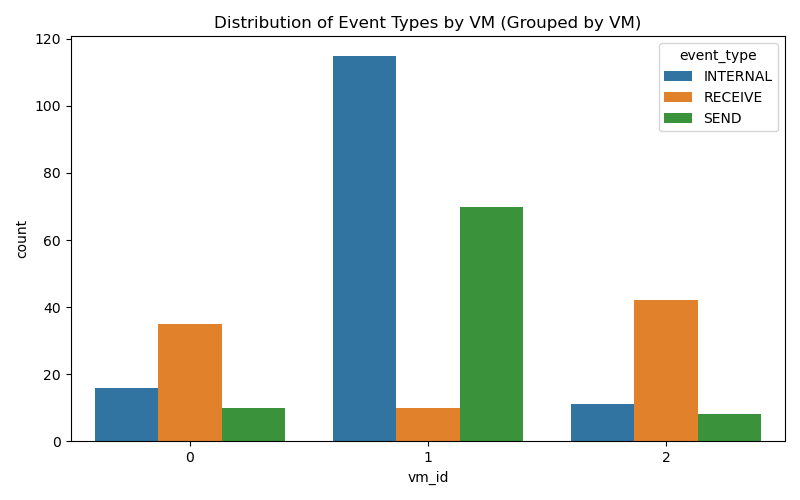 Distribution of Event Types by VM (Grouped by VM)
120
100
80
60
40
20
0
count
event_type
INTERNAL
RECEIVE
SEND
0 1 2
vm_id